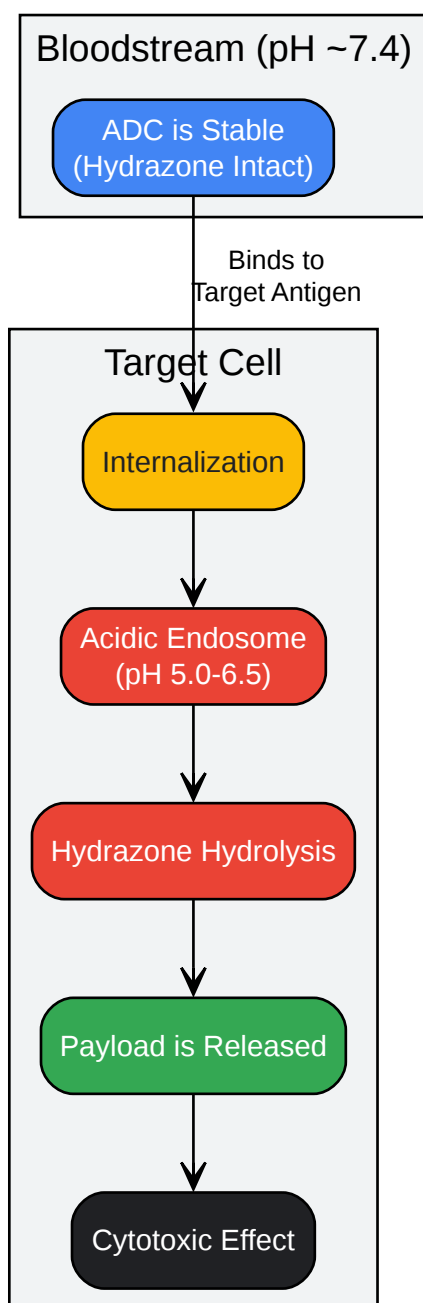 Bloodstream (pH ~7.4)
ADC is Stable
(Hydrazone Intact)
Binds to
Target Antigen
Target Cell
Internalization
Acidic Endosome
(pH 5.0-6.5)
Hydrazone Hydrolysis
Payload is Released
Cytotoxic Effect